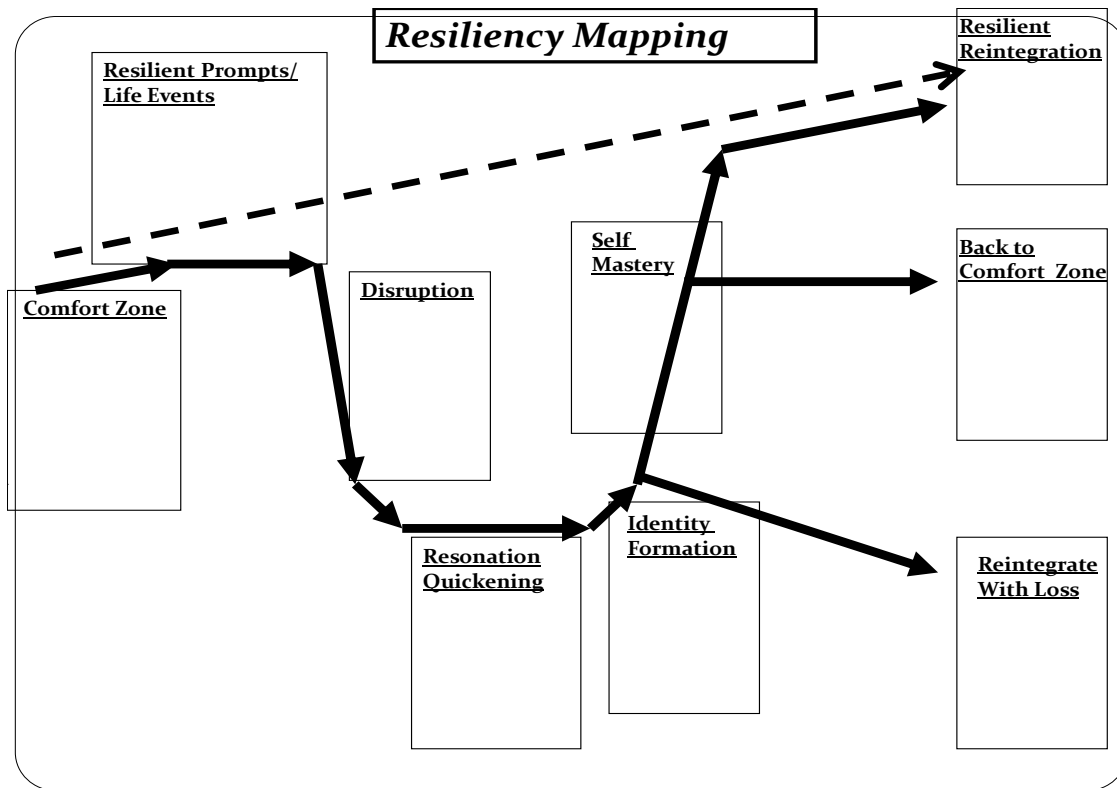 Resiliency Mapping
Resilient
Reintegration
Resilient Prompts/
Life Events
Self
Mastery
Back to
Comfort Zone
Disruption
Comfort Zone
Identity
Formation
Resonation
Quickening
Reintegrate
With Loss